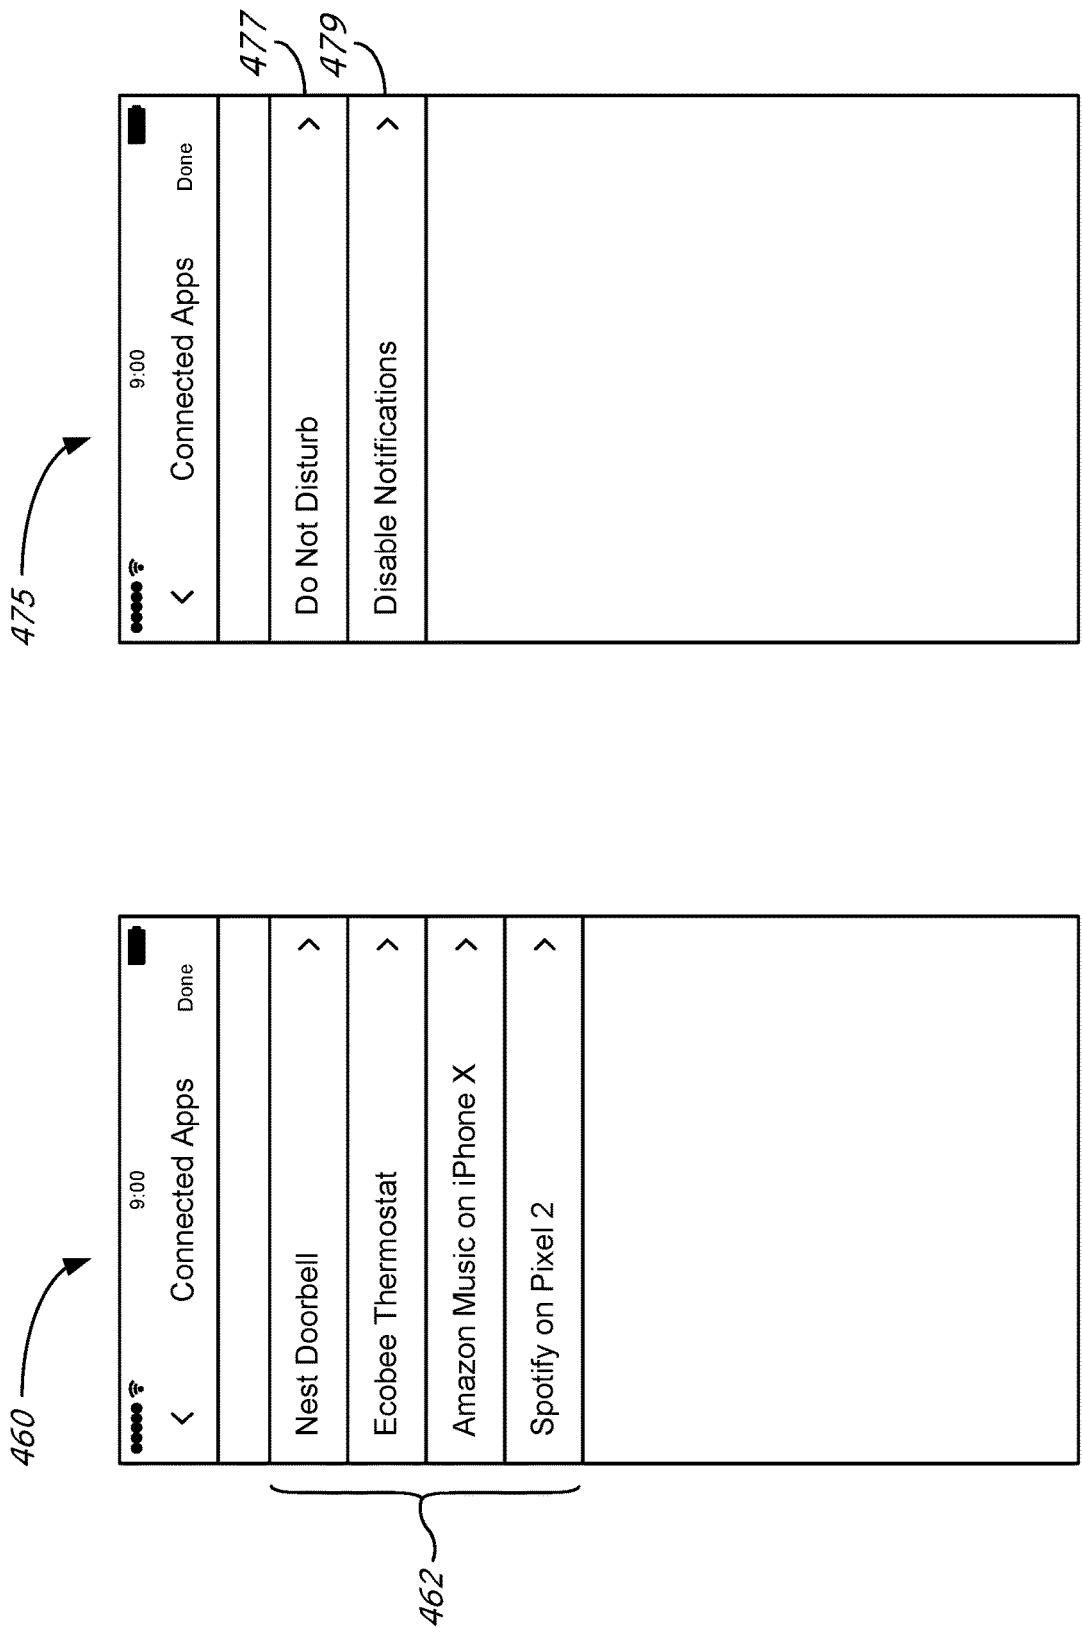 460
9:00
< Connected Apps Done
Nest Doorbell >
Ecobee Thermostat >
Amazon Music on iPhone X >
Spotify on Pixel 2 >
462
475
9:00
< Connected Apps Done
Do Not Disturb >
477
Disable Notifications >
479